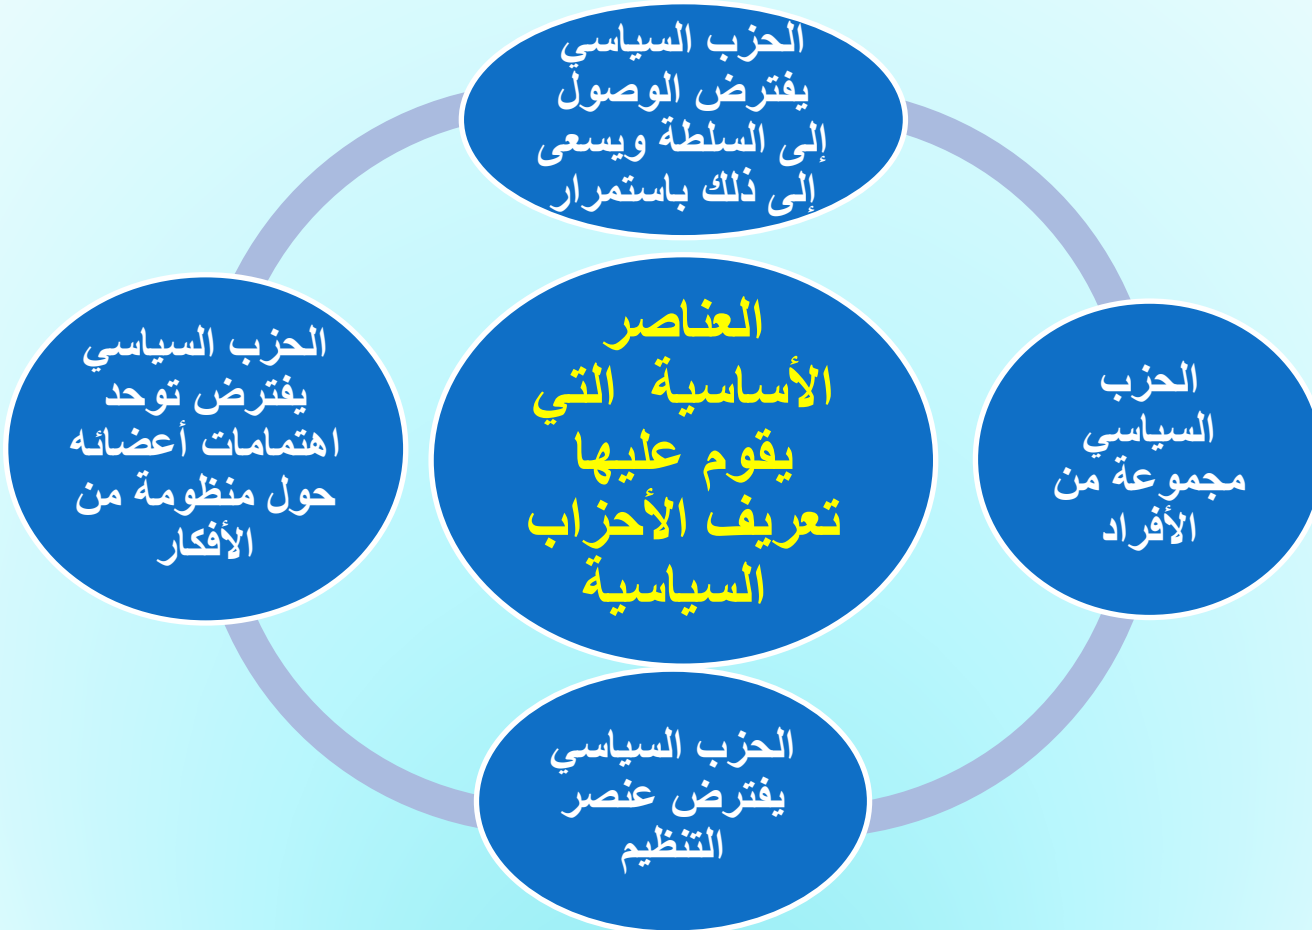 الحزب السياسي
يفترض الوصول
إلى السلطة ويسعى
إلى ذلك باستمرار
العناصر
الأساسية التي
يقوم عليها
تعريف الأحزاب
السياسية
الحزب
السياسي
مجموعة من
الأفراد
الحزب السياسي
يفترض توحد
اهتمامات أعضائه
حول منظومة من
الأفكار
الحزب السياسي
يفترض عنصر
التنظيم